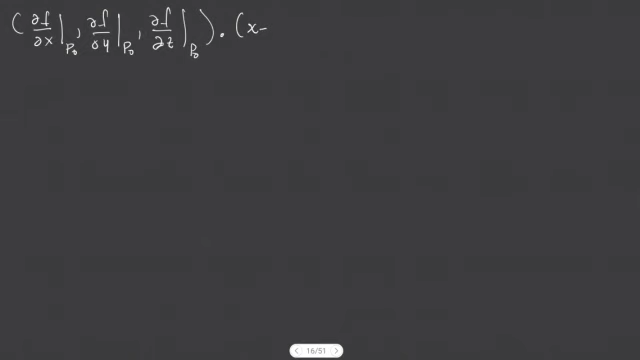 ( ∂f/∂x |P₀ , ∂f/∂y |P₀ , ∂f/∂z |P₀ ) · (x-
16/51